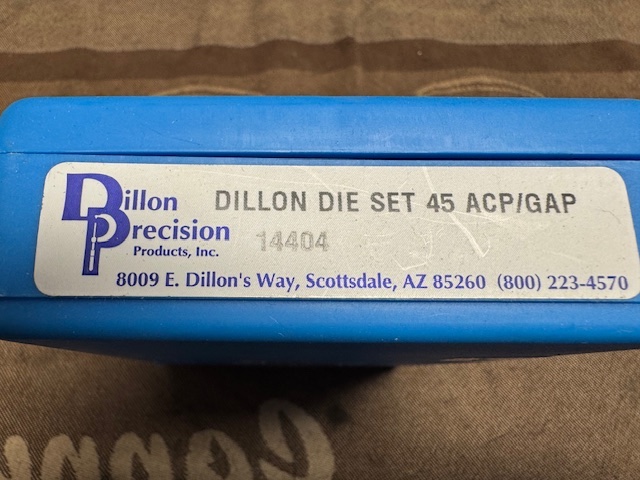 Dillon
Precision
Products, Inc.
DILLON DIE SET 45 ACP/GAP
14404
8009 E. Dillon's Way, Scottsdale, AZ 85260 (800) 223-4570